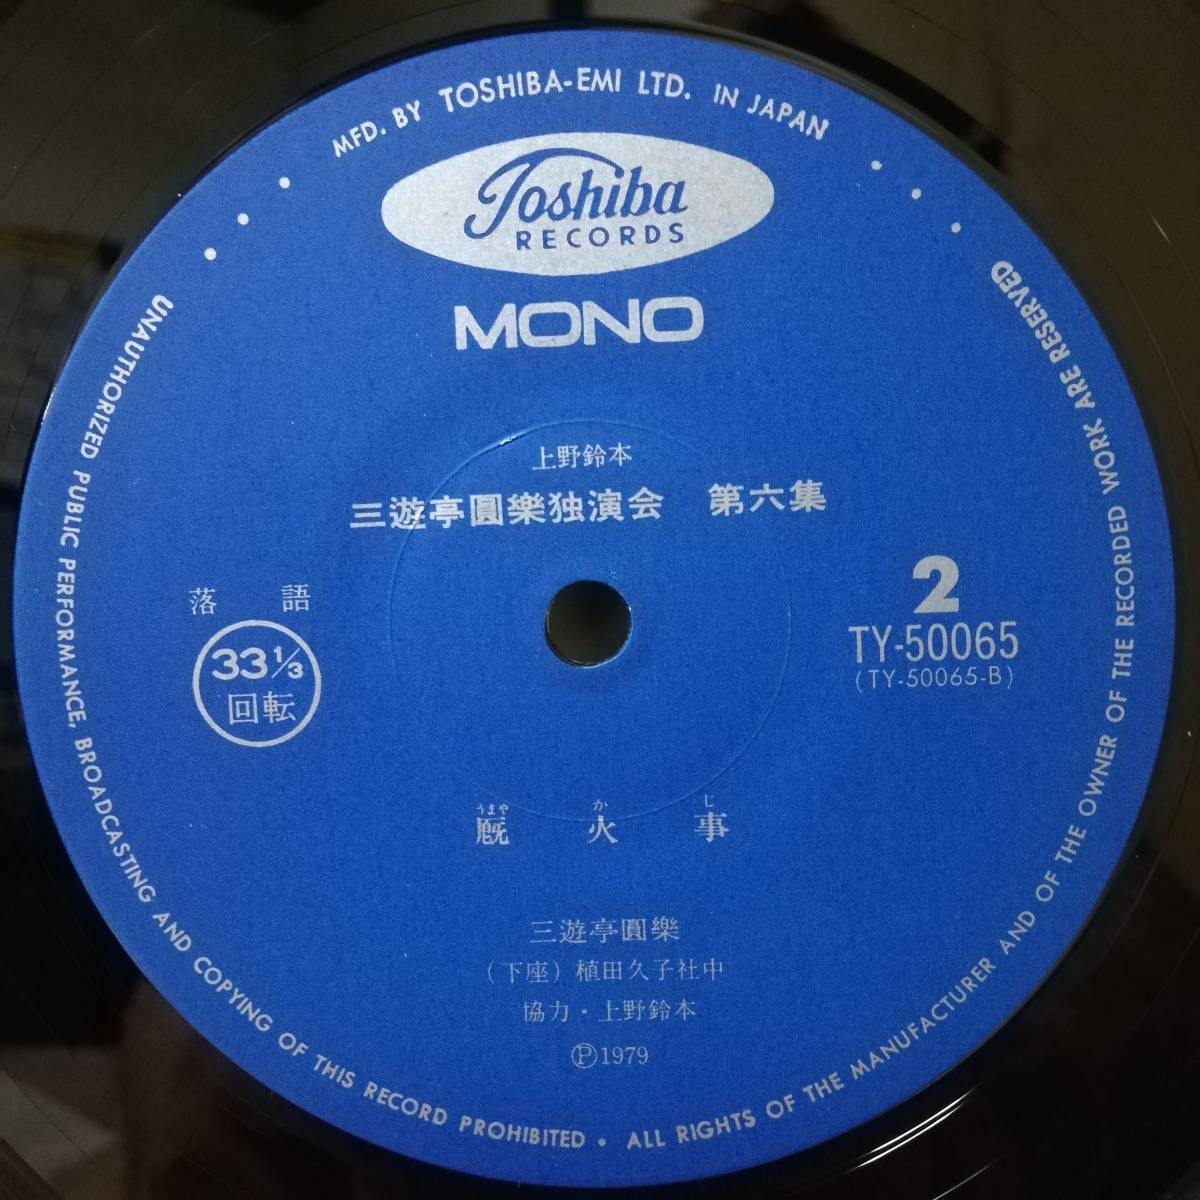 MFD. BY TOSHIBA-EMI LTD. IN JAPAN
Toshiba
RECORDS
MONO
上野鈴本
三遊亭圓樂独演会 第六集
落語
33 1/3
回転
2
TY-50065
(TY-50065-B)
うまや か じ
厩火事
三遊亭圓樂
(下座) 植田久子社中
協力・上野鈴本
Ⓟ1979
UNAUTHORIZED PUBLIC PERFORMANCE, BROADCASTING AND COPYING OF THIS RECORD PROHIBITED • ALL RIGHTS OF THE MANUFACTURER AND OF THE OWNER OF THE RECORDED WORK ARE RESERVED